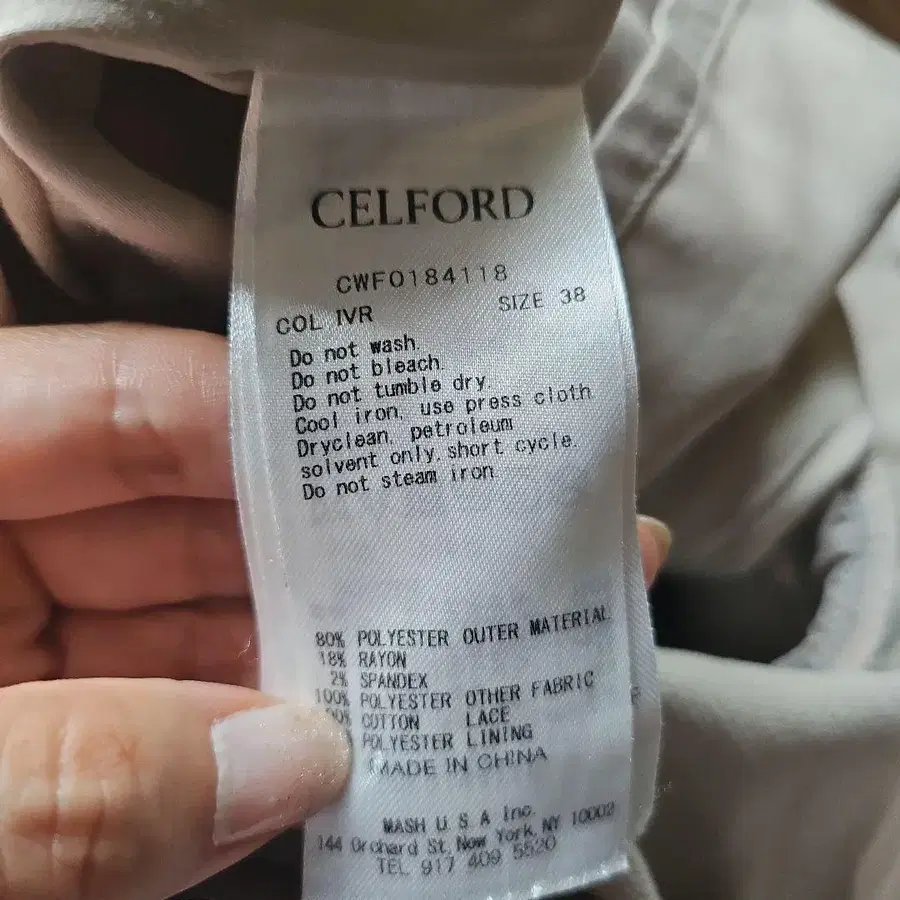 CELFORD
CWFO184118
COL IVR SIZE 38
Do not wash.
Do not bleach.
Do not tumble dry.
Cool iron. use press cloth
Dryclean. petroleum
solvent only. short cycle.
Do not steam iron
80% POLYESTER OUTER MATERIAL
18% RAYON
2% SPANDEX
100% POLYESTER OTHER FABRIC
COTTON LACE
POLYESTER LINING
MADE IN CHINA
MASH U.S.A Inc.
144 Orchard St. New York, NY 10002
TEL 917 409 5520